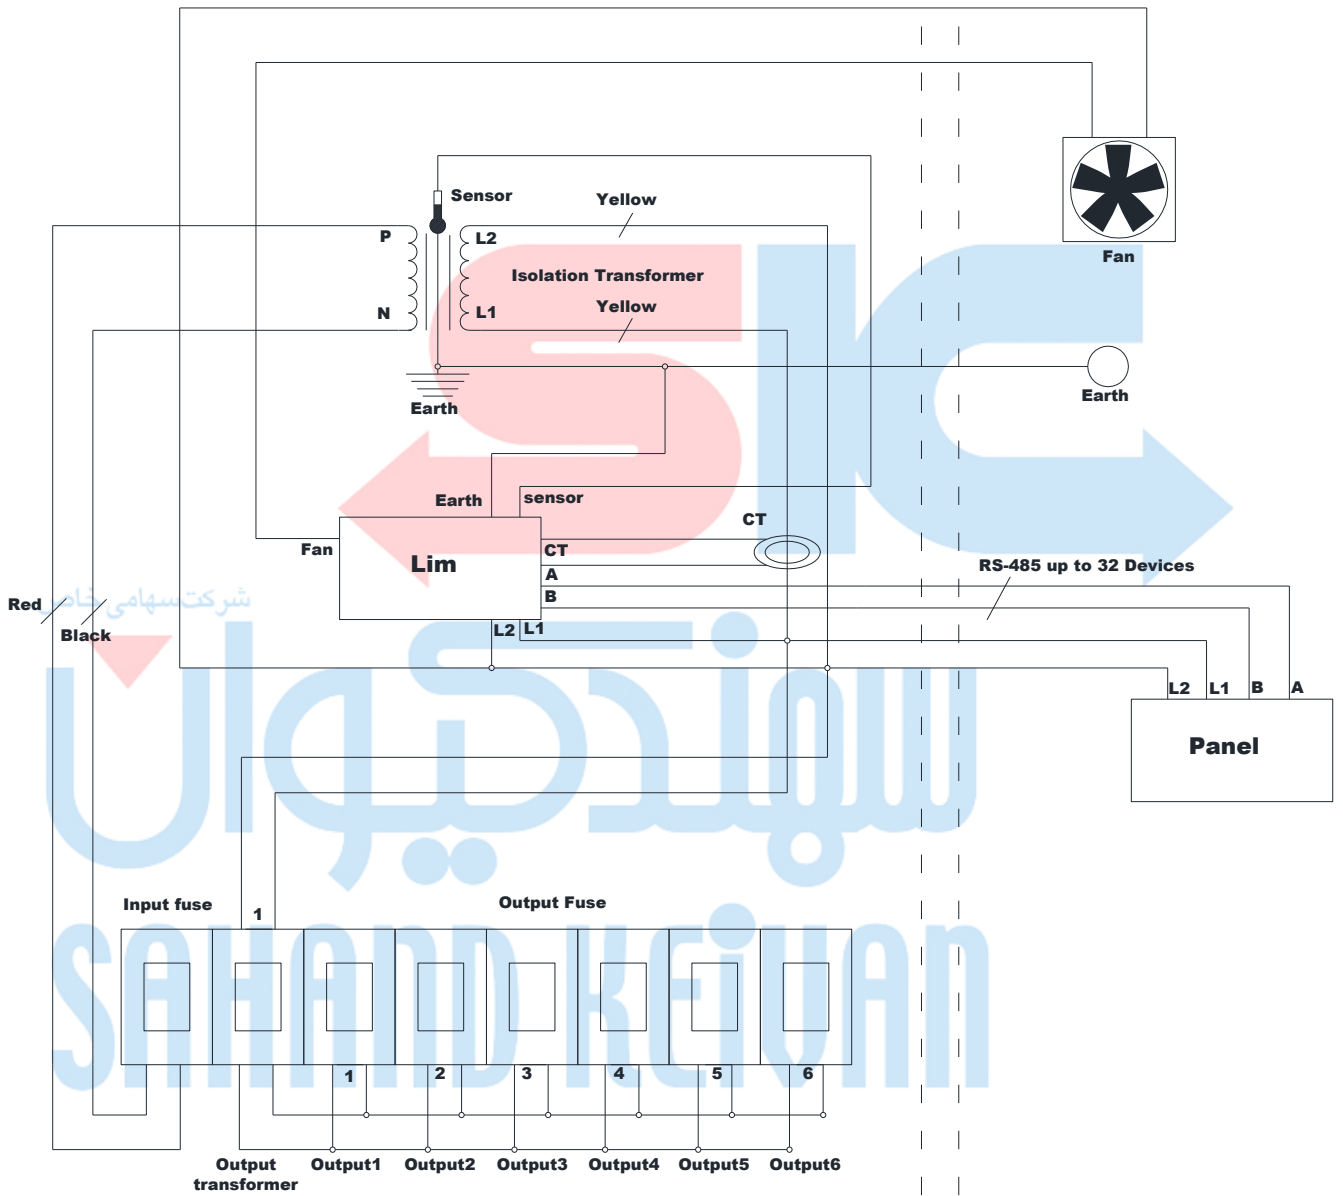 Sensor
Yellow
P
L2
Fan
Isolation Transformer
Yellow
N
L1
Earth
Earth
Earth
sensor
CT
Fan
Lim
CT
A
B
RS-485 up to 32 Devices
Red
Black
شرکت‌سهامی‌خاص
L2
L1
L2
L1
B
A
Panel
سهندکیوان
Input fuse
1
Output Fuse
SAHAND KEiVAN
1
2
3
4
5
6
Output
transformer
Output1
Output2
Output3
Output4
Output5
Output6